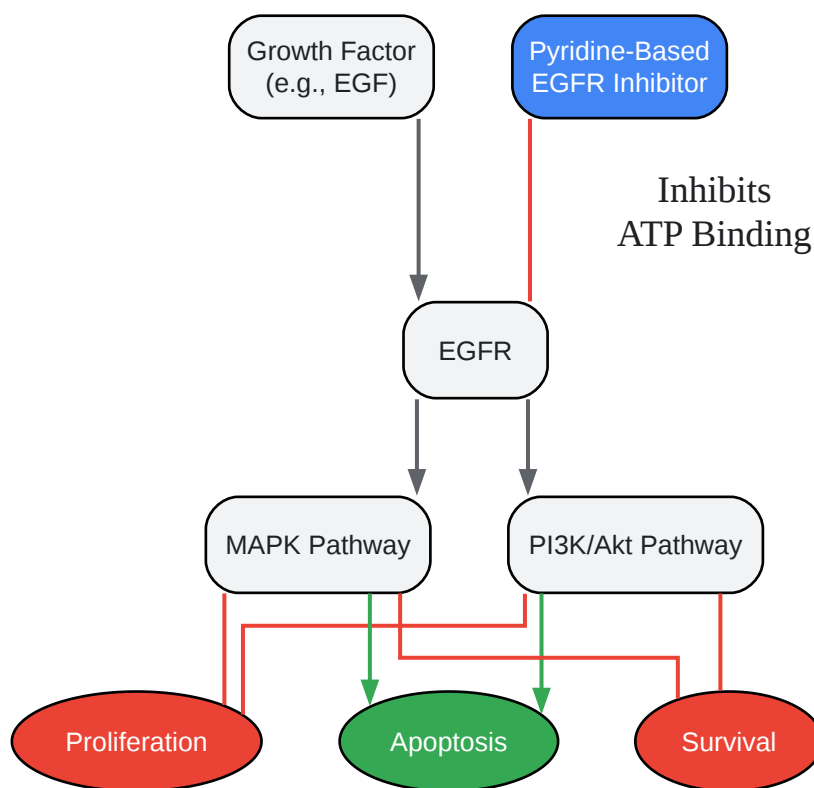 Growth Factor
(e.g., EGF)
Pyridine-Based
EGFR Inhibitor
Inhibits
ATP Binding
EGFR
MAPK Pathway
PI3K/Akt Pathway
Proliferation
Apoptosis
Survival